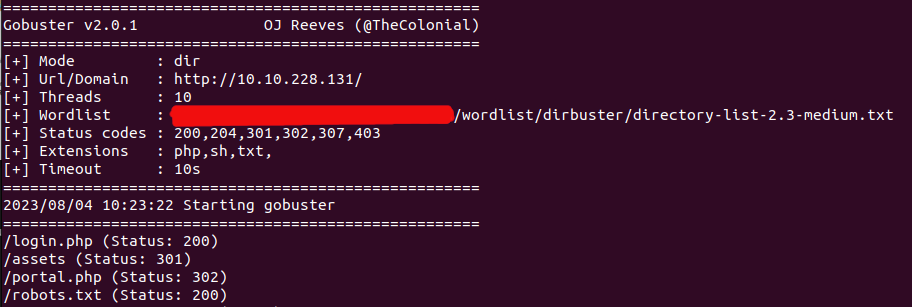 =====================================================
Gobuster v2.0.1              OJ Reeves (@TheColonial)
=====================================================
[+] Mode         : dir
[+] Url/Domain   : http://10.10.228.131/
[+] Threads      : 10
[+] Wordlist     : /wordlist/dirbuster/directory-list-2.3-medium.txt
[+] Status codes : 200,204,301,302,307,403
[+] Extensions   : php,sh,txt,
[+] Timeout      : 10s
=====================================================
2023/08/04 10:23:22 Starting gobuster
=====================================================
/login.php (Status: 200)
/assets (Status: 301)
/portal.php (Status: 302)
/robots.txt (Status: 200)